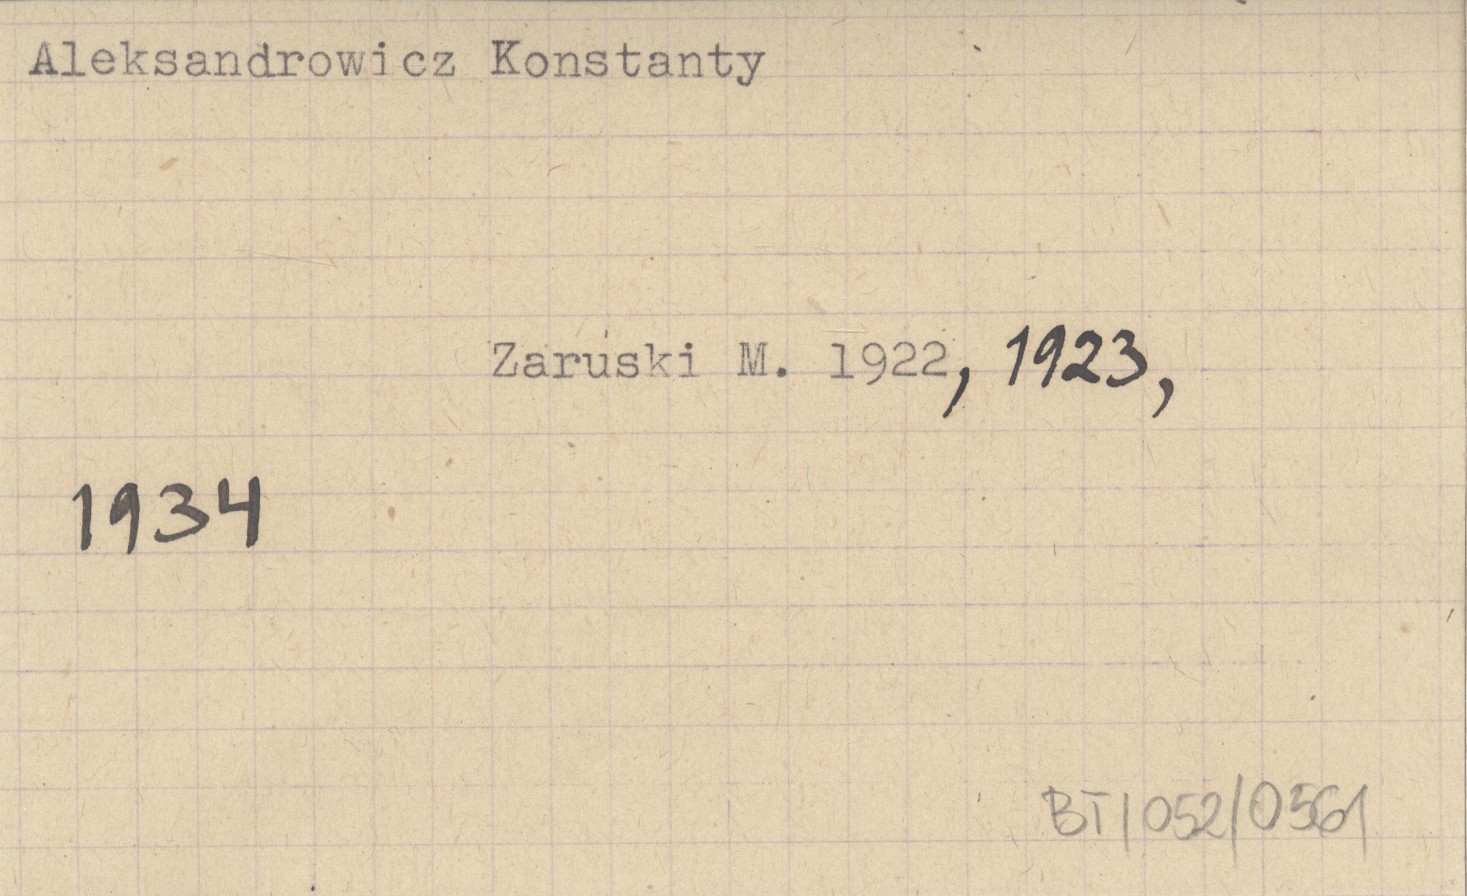 Aleksandrowicz Konstanty
Zaruski M. 1922, 1923,
1934
BT/052/0561